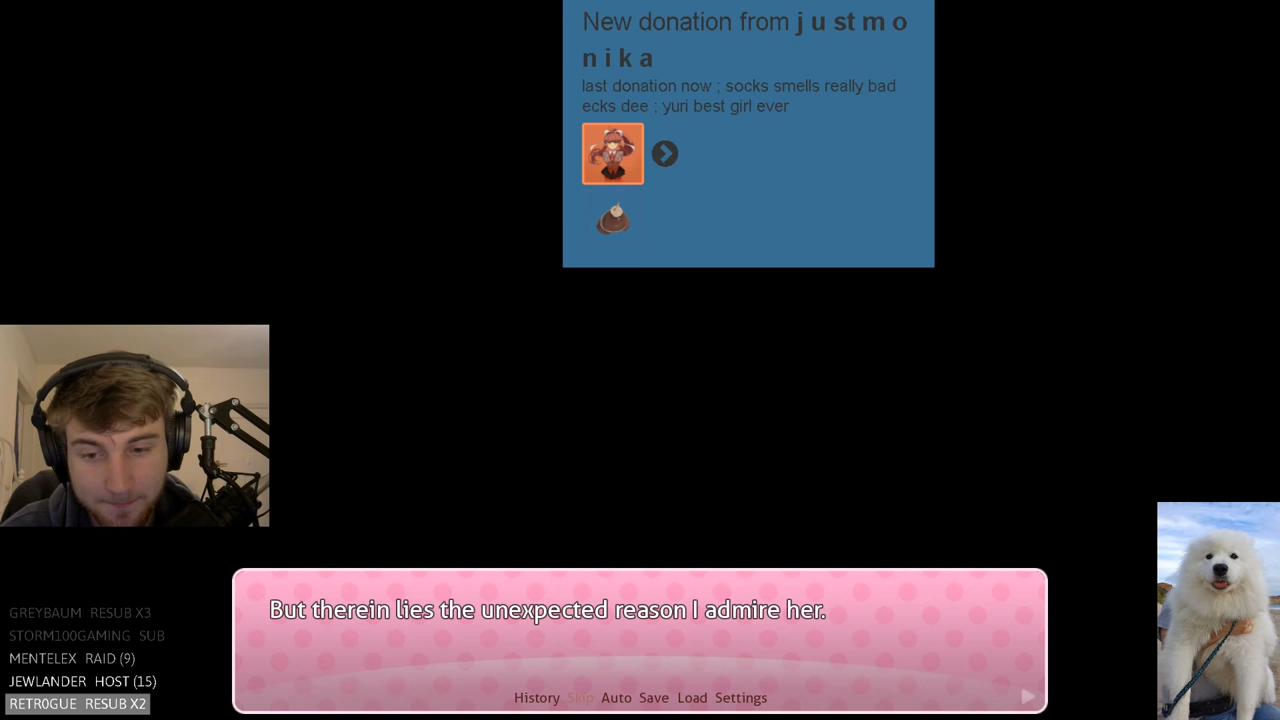 New donation from j u st m o
n i k a
last donation now ; socks smells really bad
ecks dee ; yuri best girl ever
GREYBAUM RESUB X3
STORM100GAMING SUB
MENTELEX RAID (9)
JEWLANDER HOST (15)
RETR0GUE RESUB X2
But therein lies the unexpected reason I admire her.
History Skip Auto Save Load Settings